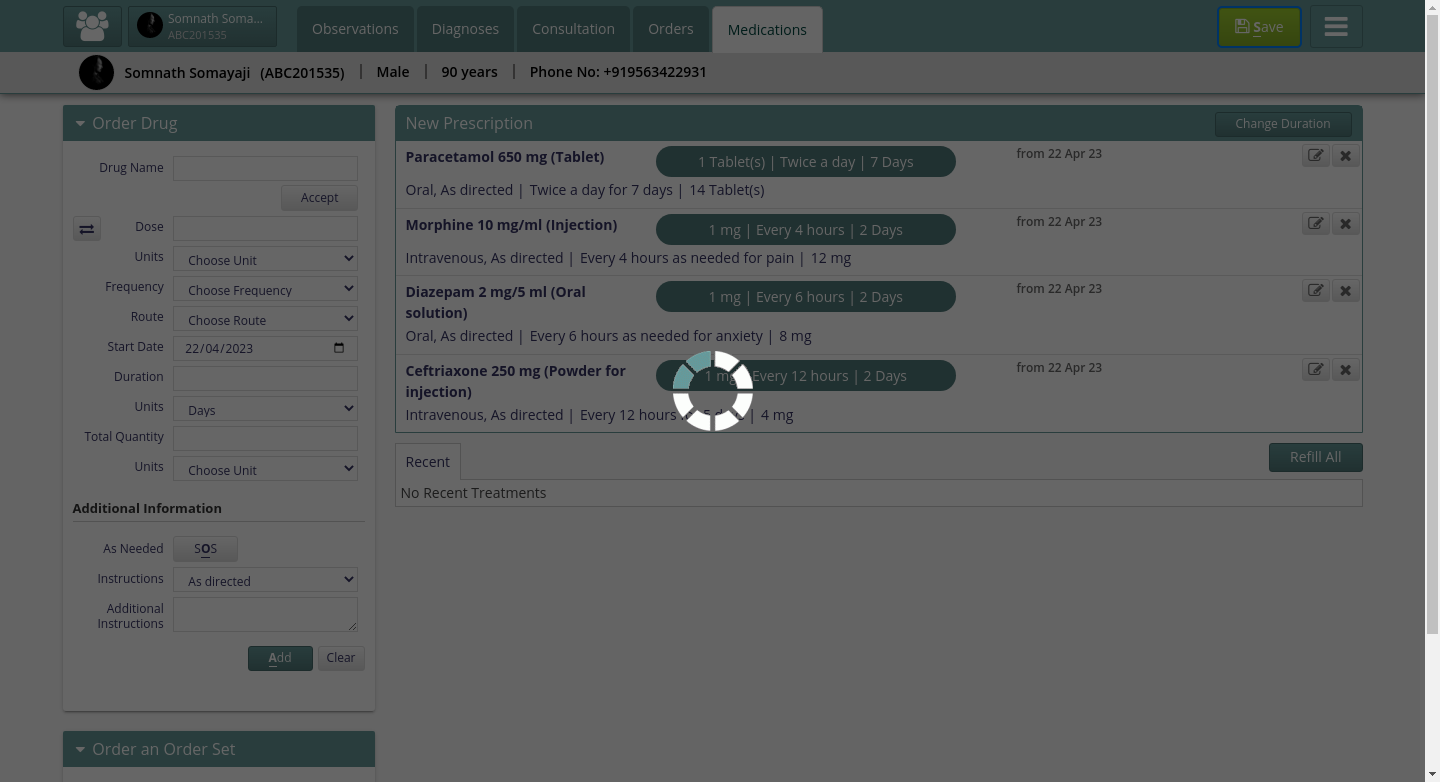 Somnath Soma...
ABC201535
Observations
Diagnoses
Consultation
Orders
Medications
Save
Somnath Somayaji (ABC201535) | Male | 90 years | Phone No: +919563422931
Order Drug
Drug Name
Accept
Dose
Units Choose Unit
Frequency Choose Frequency
Route Choose Route
Start Date 22/04/2023
Duration
Units Days
Total Quantity
Units Choose Unit
Additional Information
As Needed SOS
Instructions As directed
Additional
Instructions
Add Clear
Order an Order Set
New Prescription Change Duration
Paracetamol 650 mg (Tablet) 1 Tablet(s) | Twice a day | 7 Days from 22 Apr 23
Oral, As directed | Twice a day for 7 days | 14 Tablet(s)
Morphine 10 mg/ml (Injection) 1 mg | Every 4 hours | 2 Days from 22 Apr 23
Intravenous, As directed | Every 4 hours as needed for pain | 12 mg
Diazepam 2 mg/5 ml (Oral 1 mg | Every 6 hours | 2 Days from 22 Apr 23
solution)
Oral, As directed | Every 6 hours as needed for anxiety | 8 mg
Ceftriaxone 250 mg (Powder for 1 mg | Every 12 hours | 2 Days from 22 Apr 23
injection)
Intravenous, As directed | Every 12 hours 5 | 4 mg
Recent Refill All
No Recent Treatments